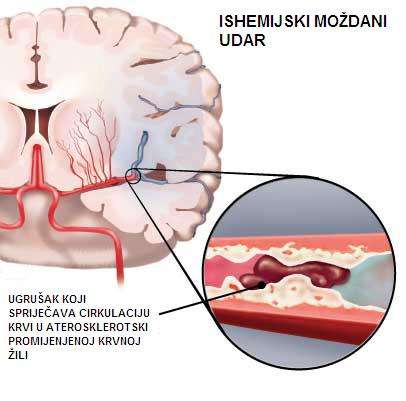 ISHEMIJSKI MOŽDANI
UDAR
UGRUŠAK KOJI
SPRIJEČAVA CIRKULACIJU
KRVI U ATEROSKLEROTSKI
PROMIJENJENOJ KRVNOJ
ŽILI